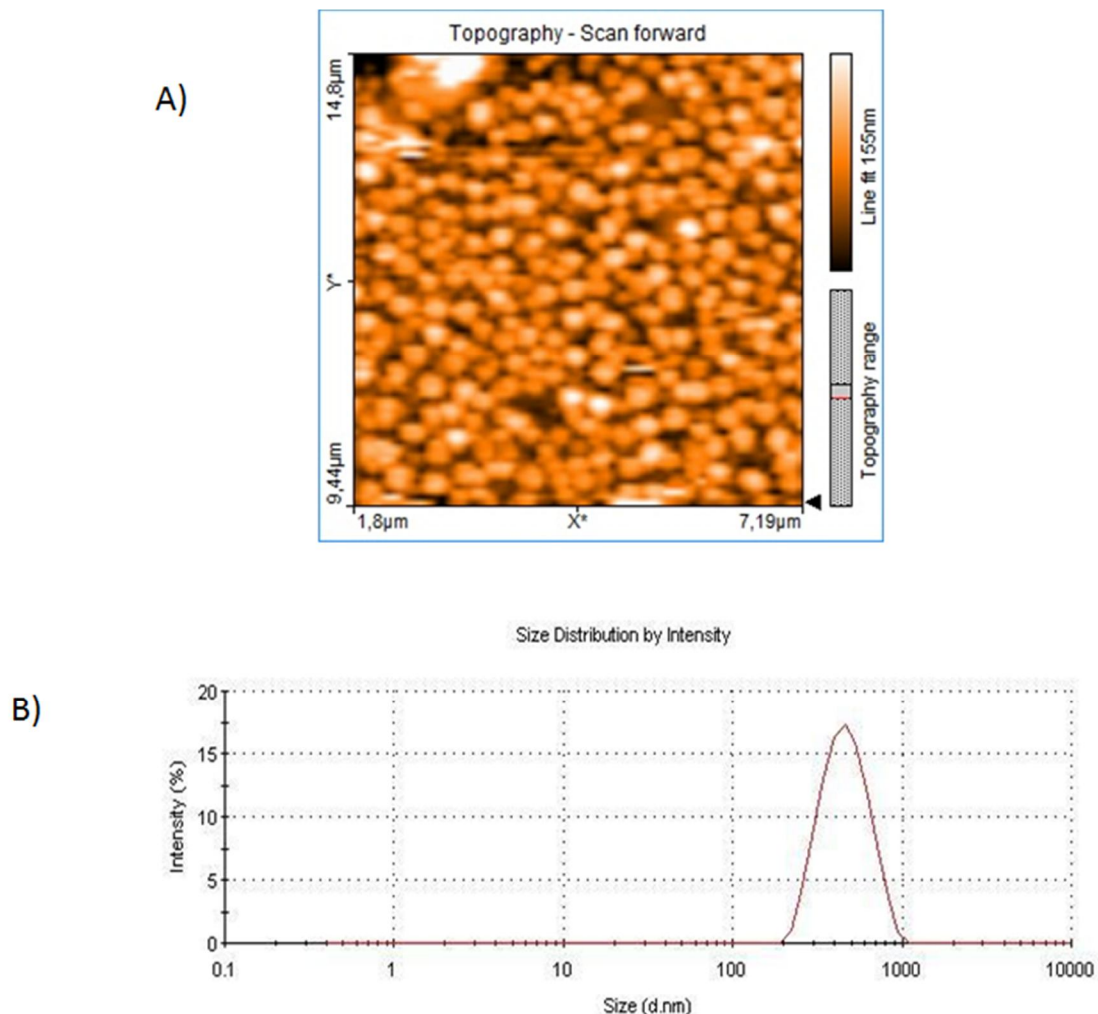 A)
Topography - Scan forward
14,8µm
Y*
9,44µm
1,8µm
X*
7,19µm
Line fit 155nm
Topography range
B)
Size Distribution by Intensity
Intensity (%)
20
15
10
5
0
0.1
1
10
100
1000
10000
Size (d.nm)